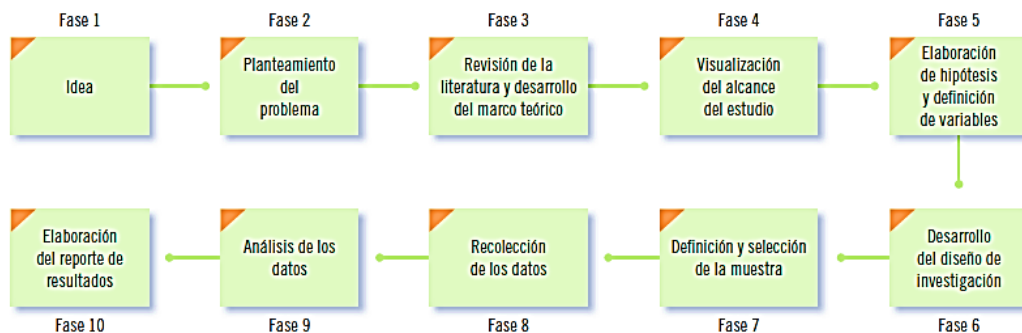 Fase 1
Idea
Fase 2
Planteamiento
del
problema
Fase 3
Revisión de la
literatura y desarrollo
del marco teórico
Fase 4
Visualización
del alcance
del estudio
Fase 5
Elaboración
de hipótesis
y definición
de variables
Desarrollo
del diseño de
investigación
Fase 6
Definición y selección
de la muestra
Fase 7
Recolección
de los datos
Fase 8
Análisis de los
datos
Fase 9
Elaboración
del reporte de
resultados
Fase 10